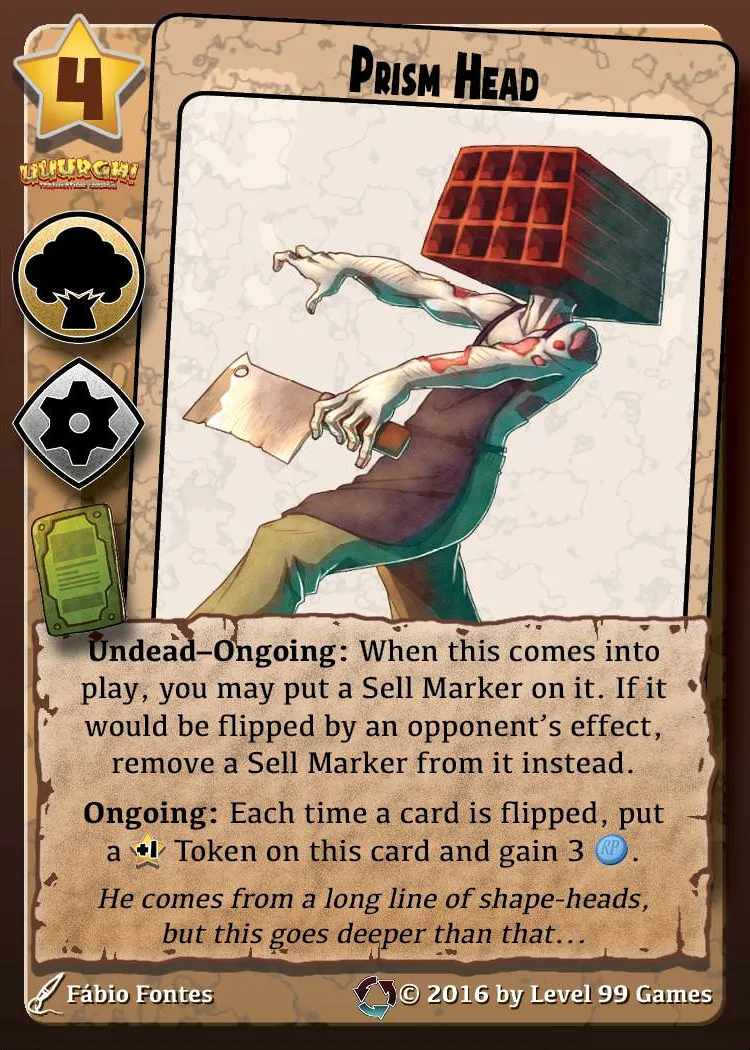 4
PRISM HEAD
UUURGH!
Undead–Ongoing: When this comes into
play, you may put a Sell Marker on it. If it
would be flipped by an opponent's effect,
remove a Sell Marker from it instead.
Ongoing: Each time a card is flipped, put
a +1 Token on this card and gain 3 RP.
He comes from a long line of shape-heads,
but this goes deeper than that...
Fábio Fontes
© 2016 by Level 99 Games